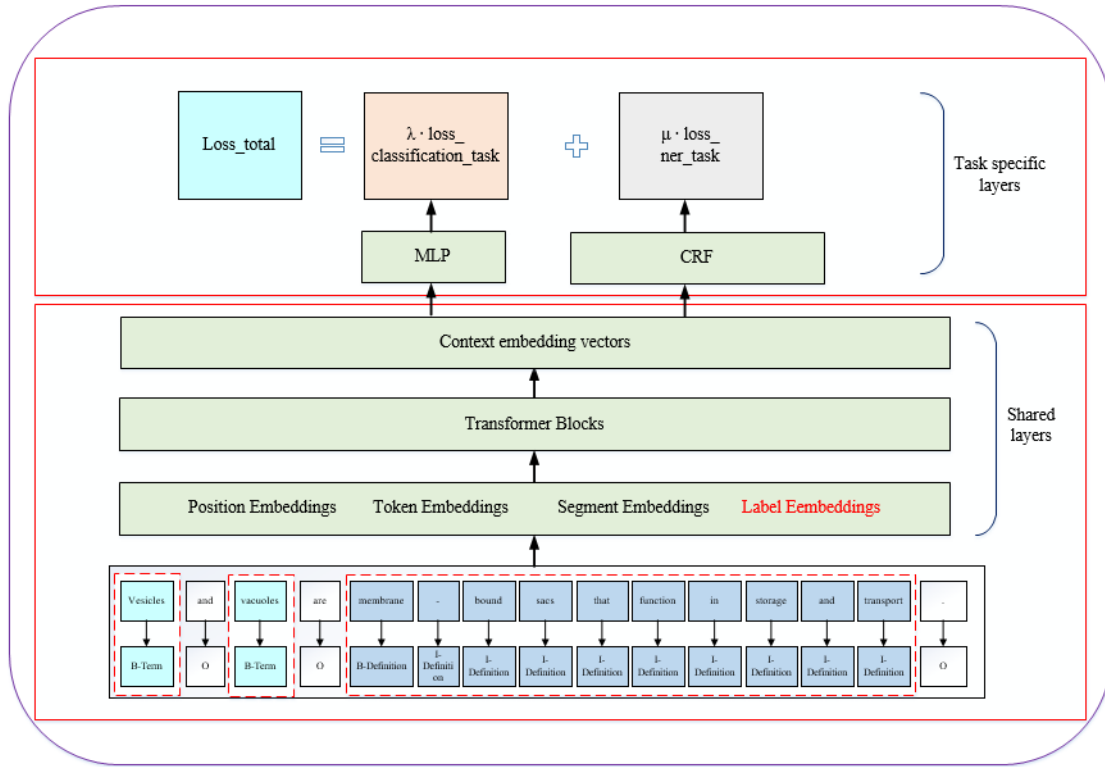 Loss_total
λ · loss_
classification_task
μ · loss_
ner_task
Task specific
layers
MLP
CRF
Context embedding vectors
Transformer Blocks
Shared
layers
Position Embeddings Token Embeddings Segment Embeddings Label Eembeddings
Vesicles and vacuoles are membrane - bound sacs that function in storage and transport .
B-Term O B-Term O B-Definition I-Definiti I-Definition I-Definition I-Definition I-Definition I-Definition I-Definition I-Definition I-Definition O
on